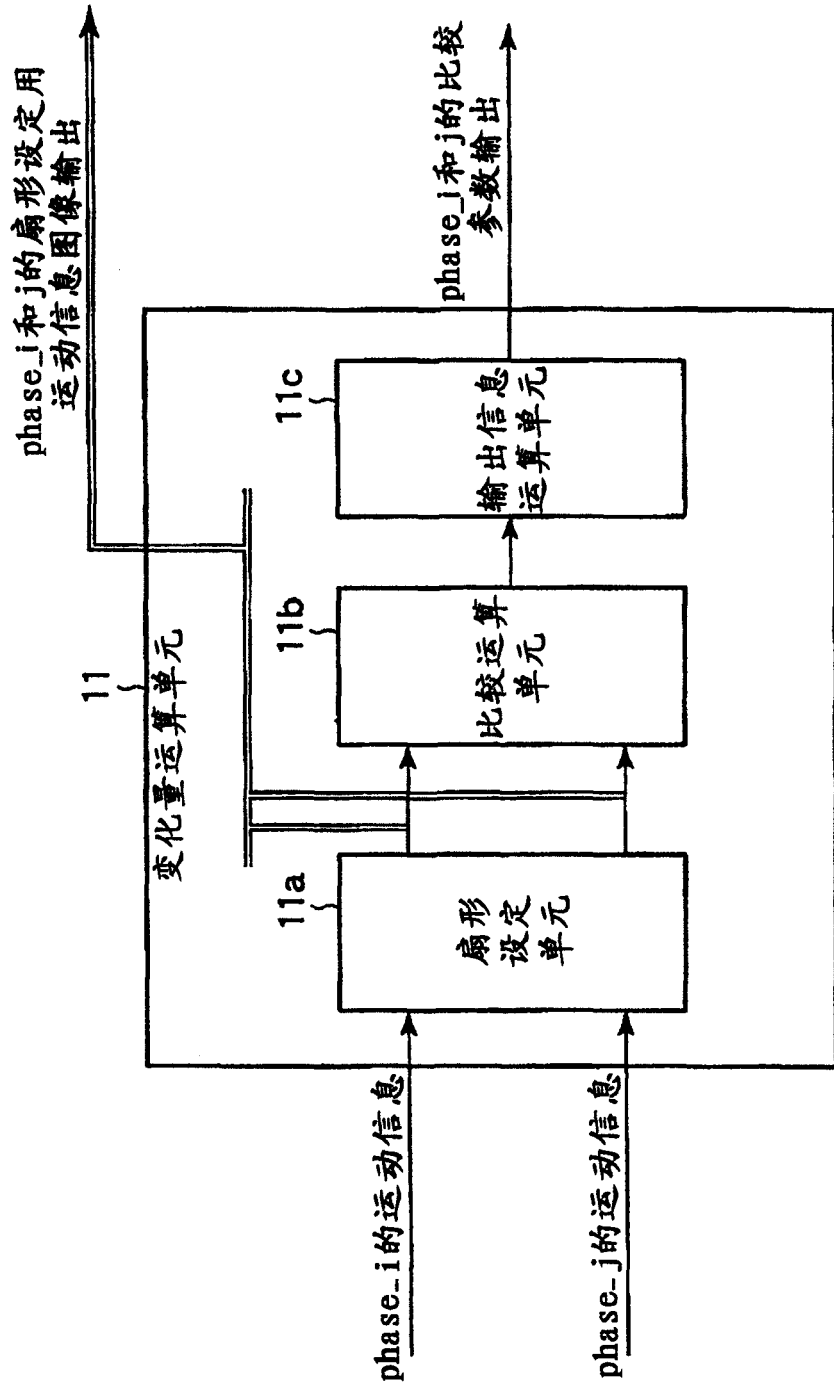 phase_i和j的扇形设定用
运动信息图像输出
phase_i和j的比较
参数输出
11
变化量运算单元
11a
扇形
设定
单元
11b
比较运算
单元
11c
输出信息
运算单元
phase_i的运动信息
phase_j的运动信息